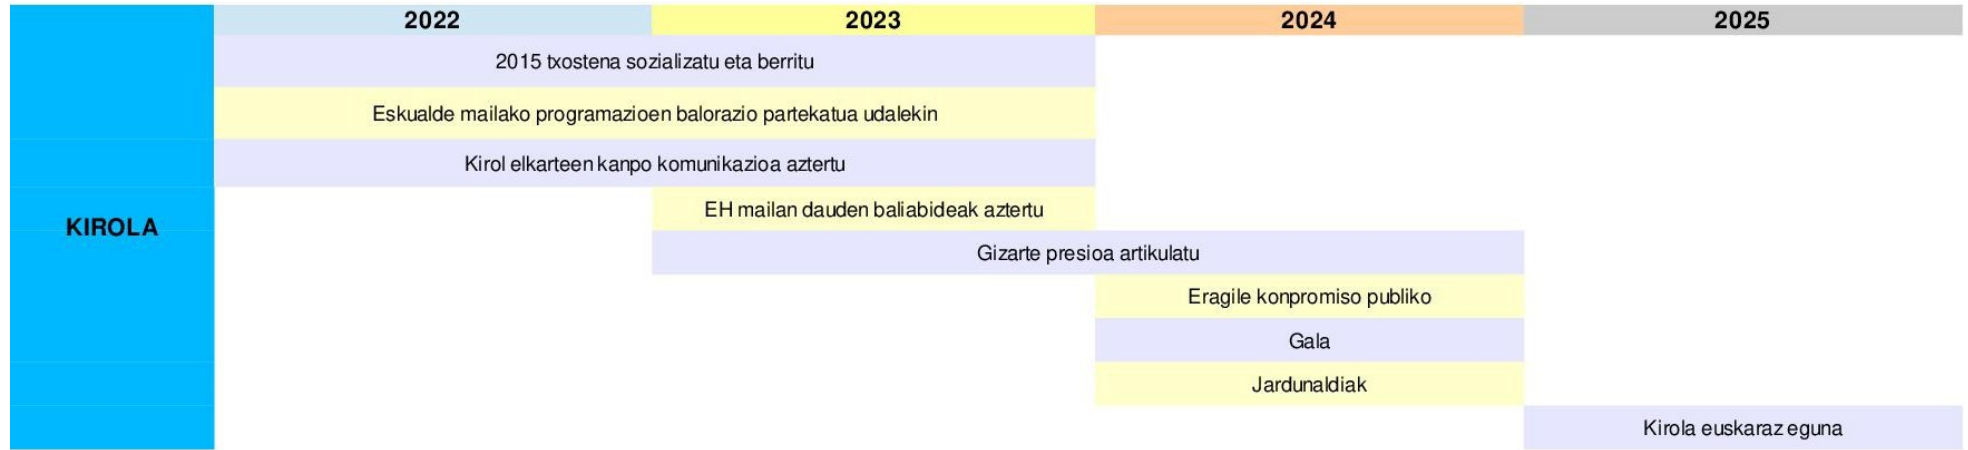 2022 2023 2024 2025
2015 txostena sozializatu eta berritu
Eskualde mailako programazioen balorazio partekatua udalekin
Kirol elkarteen kanpo komunikazioa aztertu
EH mailan dauden baliabideak aztertu
KIROLA
Gizarte presioa artikulatu
Eragile konpromiso publiko
Gala
Jardunaldiak
Kirola euskaraz eguna